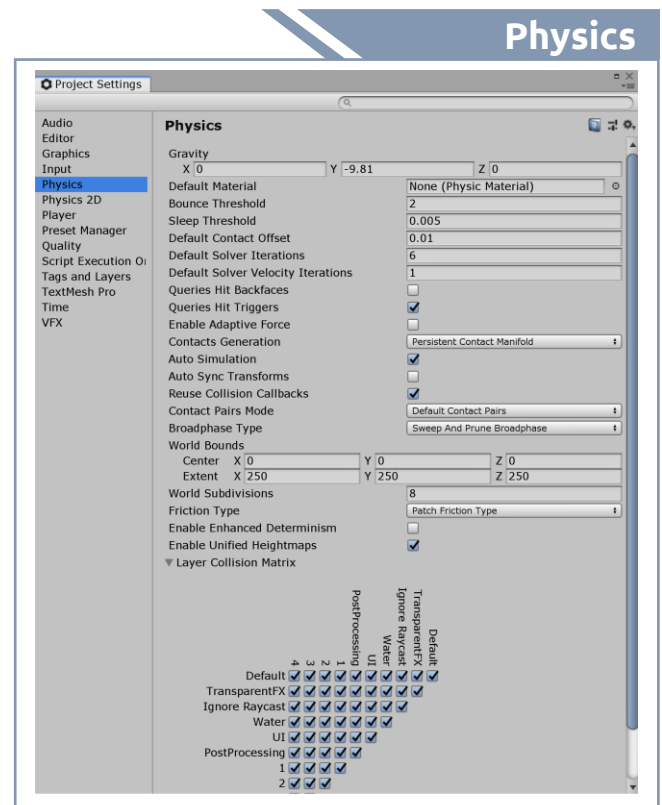 Physics
Project Settings
Audio
Editor
Graphics
Input
Physics
Physics 2D
Player
Preset Manager
Quality
Script Execution O
Tags and Layers
TextMesh Pro
Time
VFX
Physics
Gravity
X 0 Y -9.81 Z 0
Default Material None (Physic Material)
Bounce Threshold 2
Sleep Threshold 0.005
Default Contact Offset 0.01
Default Solver Iterations 6
Default Solver Velocity Iterations 1
Queries Hit Backfaces
Queries Hit Triggers
Enable Adaptive Force
Contacts Generation Persistent Contact Manifold
Auto Simulation
Auto Sync Transforms
Reuse Collision Callbacks
Contact Pairs Mode Default Contact Pairs
Broadphase Type Sweep And Prune Broadphase
World Bounds
Center X 0 Y 0 Z 0
Extent X 250 Y 250 Z 250
World Subdivisions 8
Friction Type Patch Friction Type
Enable Enhanced Determinism
Enable Unified Heightmaps
Layer Collision Matrix
4
3
2
1
PostProcessing
UI
Water
Ignore Raycast
TransparentFX
Default
Default
TransparentFX
Ignore Raycast
Water
UI
PostProcessing
1
2